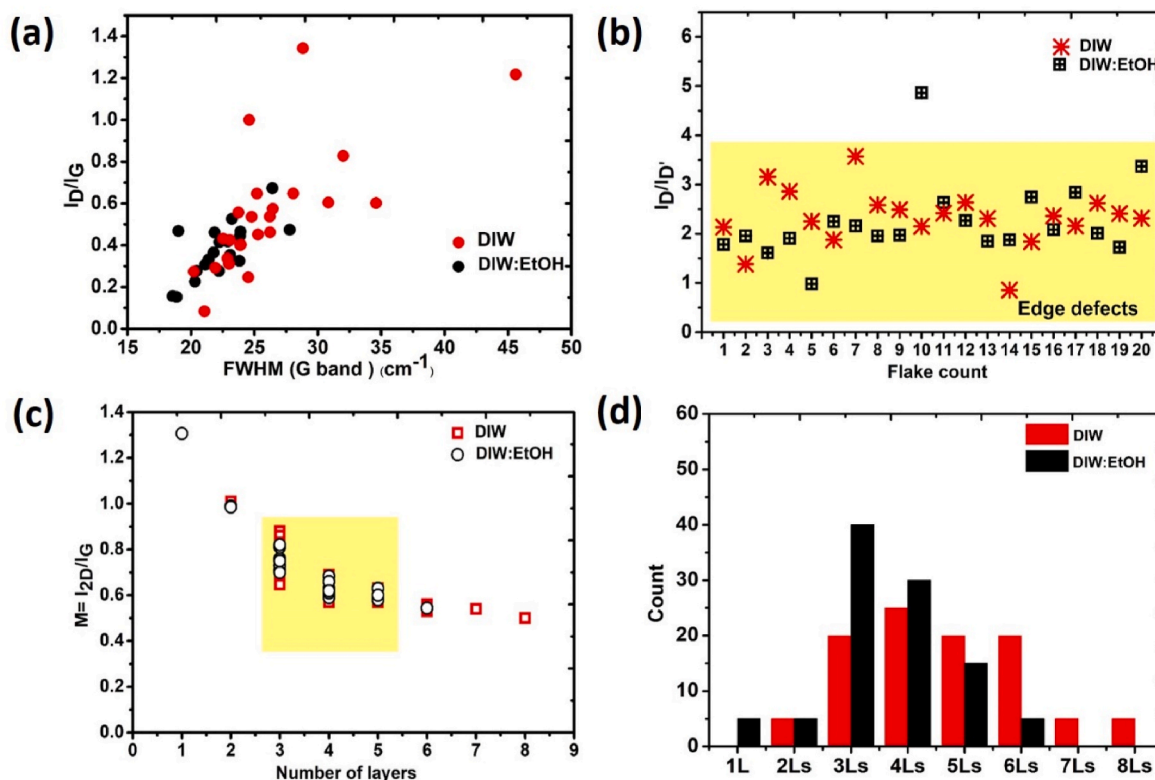 (a)
I_D/I_G
1.4
1.2
1.0
0.8
0.6
0.4
0.2
0.0
DIW
DIW:EtOH
15 20 25 30 35 40 45 50
FWHM (G band ) (cm⁻¹)
(b)
I_D/I_D'
6
5
4
3
2
1
0
DIW
DIW:EtOH
Edge defects
1 2 3 4 5 6 7 8 9 10 11 12 13 14 15 16 17 18 19 20
Flake count
(c)
M= I_2D/I_G
1.4
1.2
1.0
0.8
0.6
0.4
0.2
0.0
DIW
DIW:EtOH
0 1 2 3 4 5 6 7 8 9
Number of layers
(d)
Count
60
50
40
30
20
10
0
DIW
DIW:EtOH
1L 2Ls 3Ls 4Ls 5Ls 6Ls 7Ls 8Ls